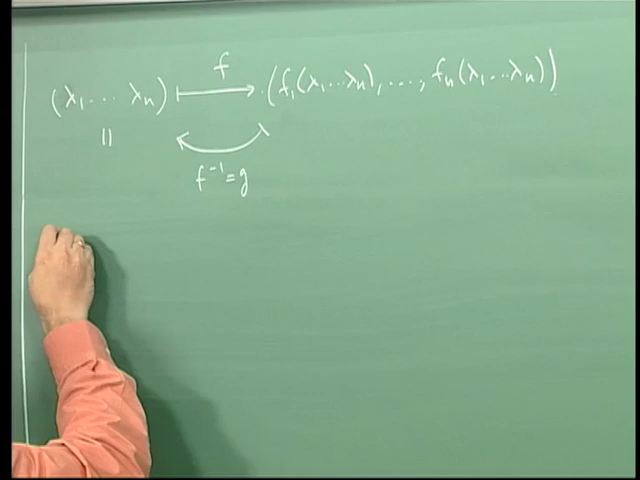 (λ₁ ... λₙ) f ⟼ (f₁(λ₁...λₙ), ..., fₙ(λ₁...λₙ))
||
f⁻¹ = g